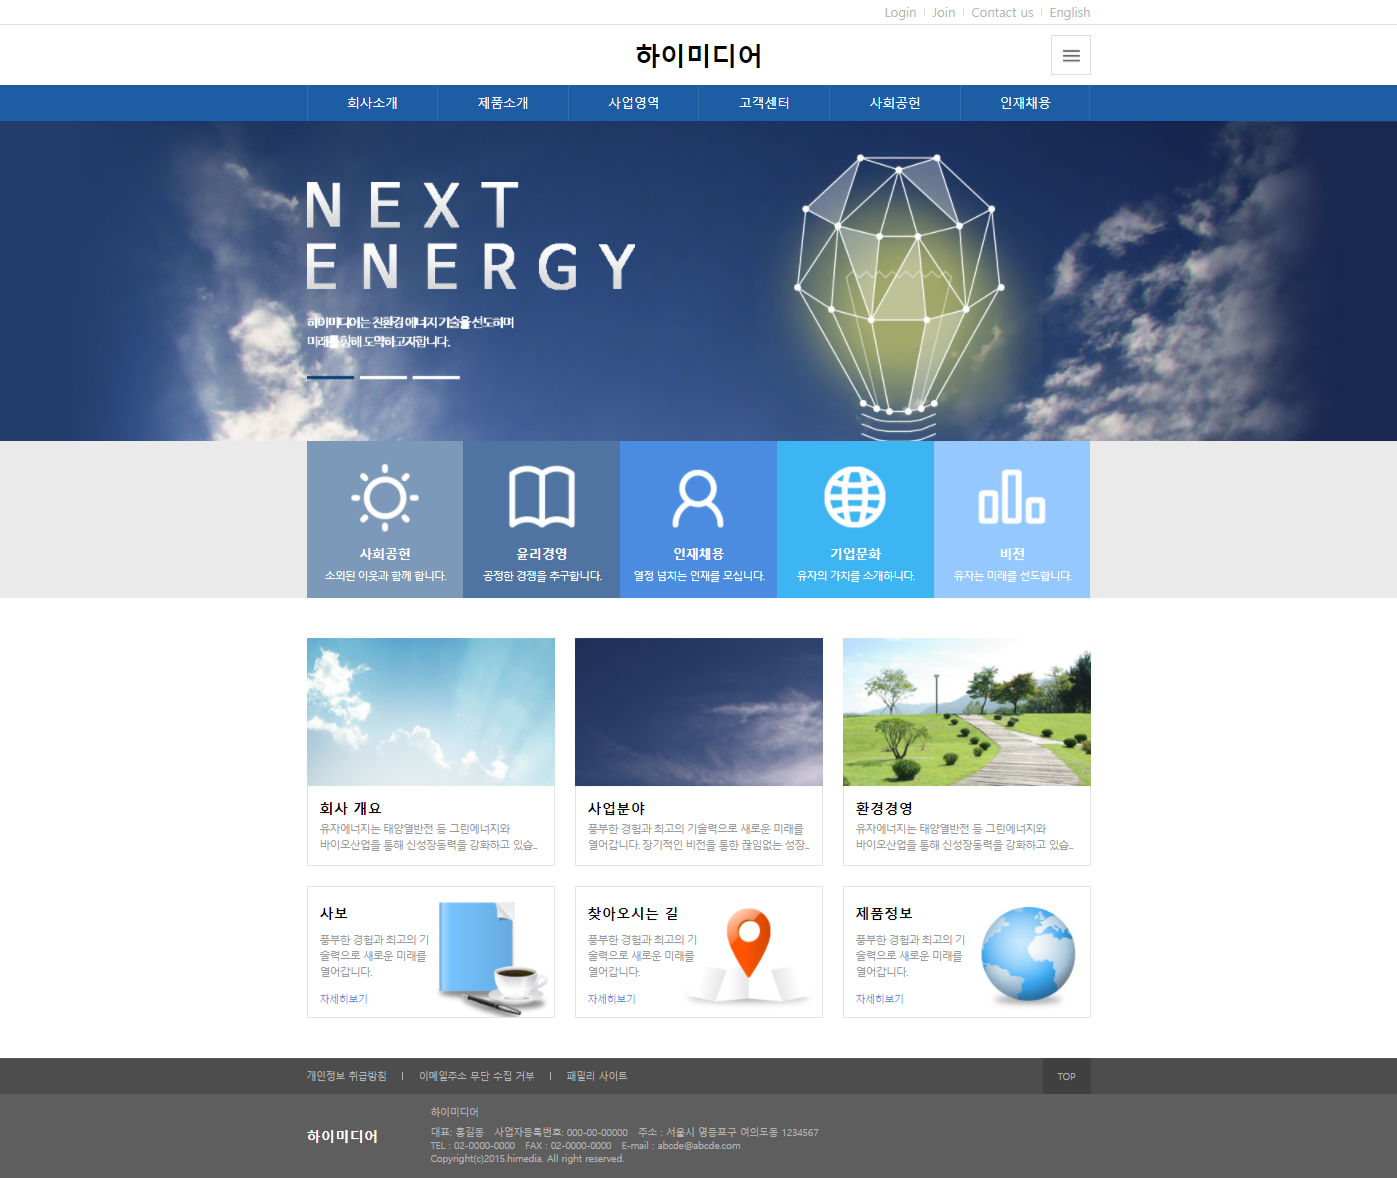 Login
Join
Contact us
English
하이미디어
회사소개
제품소개
사업영역
고객센터
사회공헌
인재채용
NEXT
ENERGY
하이미디어는 친환경 에너지 기술을 선도하며
미래를 향해 도약하고자합니다.
사회공헌
소외된 이웃과 함께 합니다.
윤리경영
공정한 경쟁을 추구합니다.
인재채용
열정 넘치는 인재를 모십니다.
기업문화
유자의 가치를 소개하니다.
비전
유자는 미래를 선도합니다.
회사 개요
유자에너지는 태양열반전 등 그린에너지와
바이오산업을 통해 신성장동력을 강화하고 있습..
사업분야
풍부한 경험과 최고의 기술력으로 새로운 미래를
열어갑니다. 장기적인 비전을 통한 끊임없는 성장..
환경경영
유자에너지는 태양열반전 등 그린에너지와
바이오산업을 통해 신성장동력을 강화하고 있습..
사보
풍부한 경험과 최고의 기
술력으로 새로운 미래를
열어갑니다.
자세히보기
찾아오시는 길
풍부한 경험과 최고의 기
술력으로 새로운 미래를
열어갑니다.
자세히보기
제품정보
풍부한 경험과 최고의 기
술력으로 새로운 미래를
열어갑니다.
자세히보기
개인정보 취급방침
이메일주소 무단 수집 거부
패밀리 사이트
TOP
하이미디어
하이미디어
대표: 홍길동 사업자등록번호: 000-00-00000 주소 : 서울시 영등포구 여의도동 1234567
TEL : 02-0000-0000 FAX : 02-0000-0000 E-mail : abcde@abcde.com
Copyright(c)2015.himedia. All right reserved.